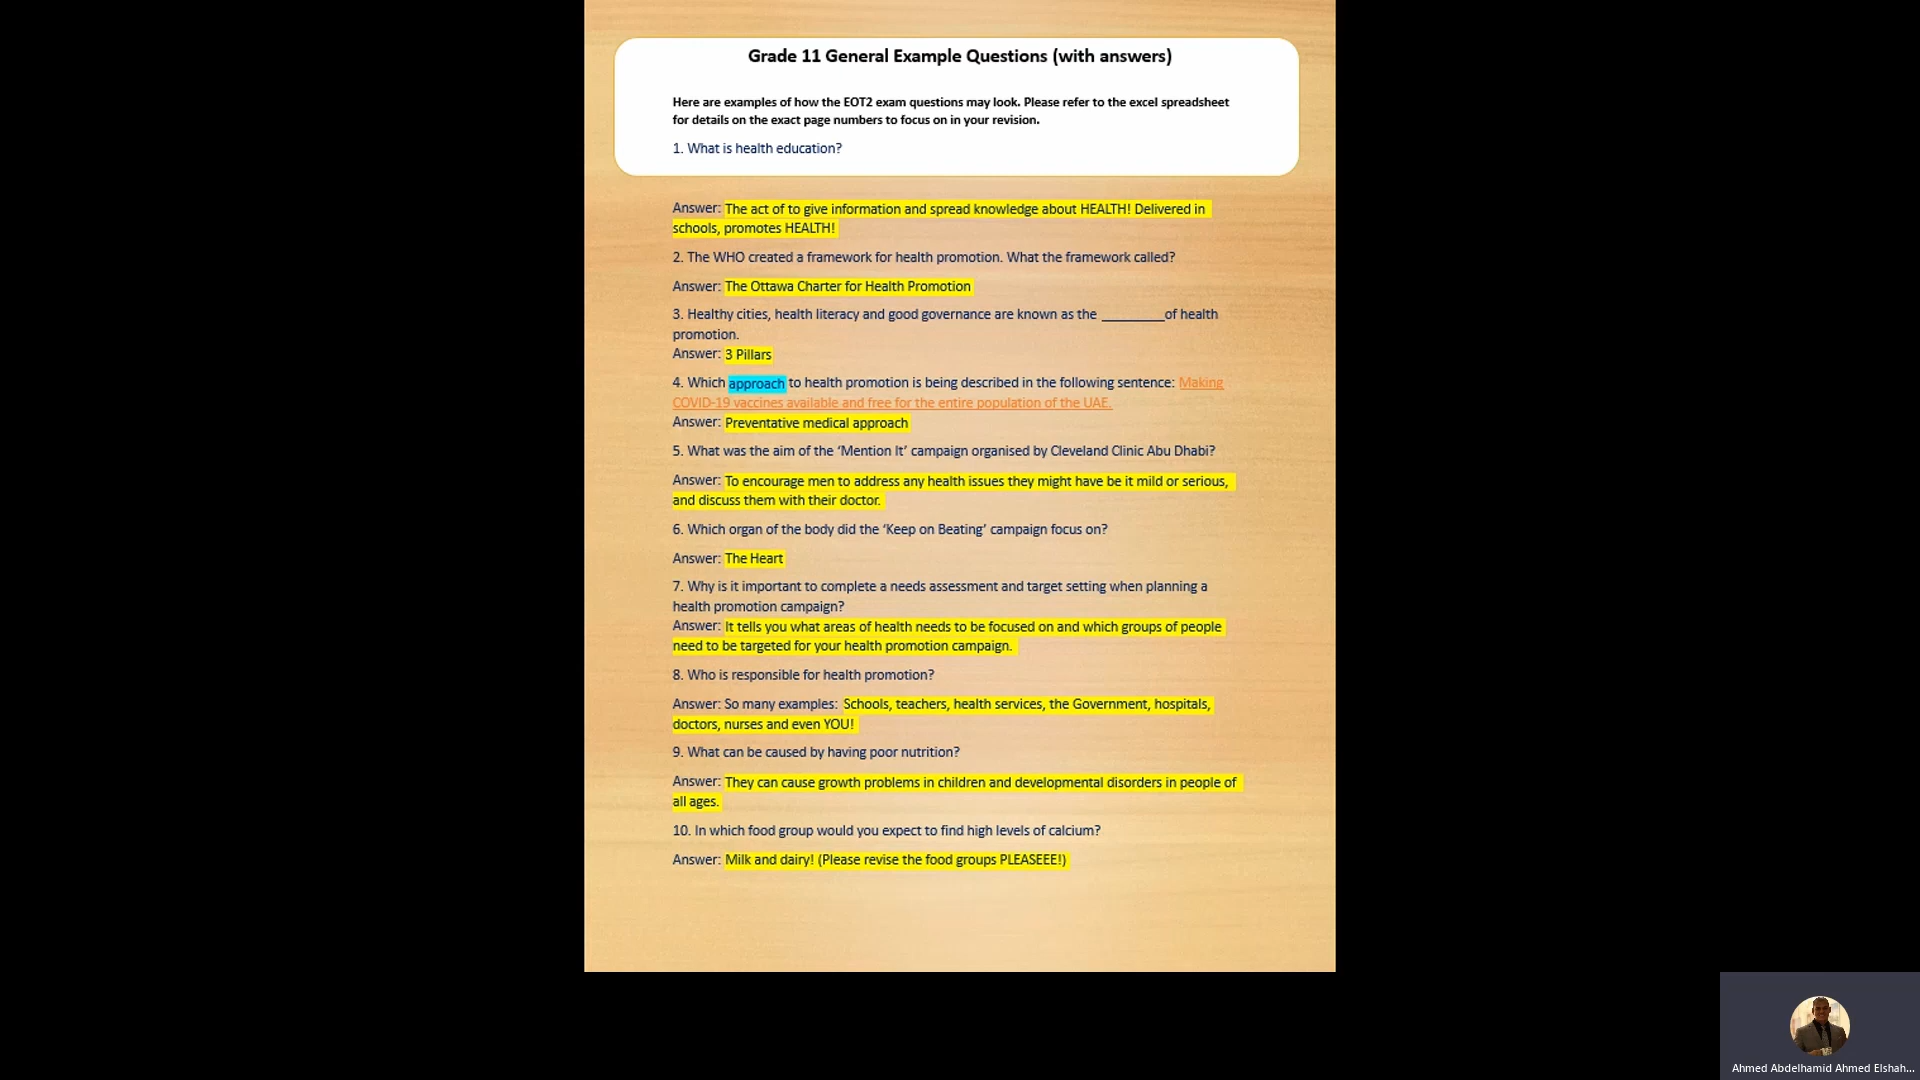 Grade 11 General Example Questions (with answers)
Here are examples of how the EOT2 exam questions may look. Please refer to the excel spreadsheet
for details on the exact page numbers to focus on in your revision.
1. What is health education?
Answer: The act of to give information and spread knowledge about HEALTH! Delivered in
schools, promotes HEALTH!
2. The WHO created a framework for health promotion. What the framework called?
Answer: The Ottawa Charter for Health Promotion
3. Healthy cities, health literacy and good governance are known as the _________of health
promotion.
Answer: 3 Pillars
4. Which approach to health promotion is being described in the following sentence: Making
COVID-19 vaccines available and free for the entire population of the UAE.
Answer: Preventative medical approach
5. What was the aim of the ‘Mention It’ campaign organised by Cleveland Clinic Abu Dhabi?
Answer: To encourage men to address any health issues they might have be it mild or serious,
and discuss them with their doctor.
6. Which organ of the body did the ‘Keep on Beating’ campaign focus on?
Answer: The Heart
7. Why is it important to complete a needs assessment and target setting when planning a
health promotion campaign?
Answer: It tells you what areas of health needs to be focused on and which groups of people
need to be targeted for your health promotion campaign.
8. Who is responsible for health promotion?
Answer: So many examples: Schools, teachers, health services, the Government, hospitals,
doctors, nurses and even YOU!
9. What can be caused by having poor nutrition?
Answer: They can cause growth problems in children and developmental disorders in people of
all ages.
10. In which food group would you expect to find high levels of calcium?
Answer: Milk and dairy! (Please revise the food groups PLEASEEE!)
Ahmed Abdelhamid Ahmed Elshah...